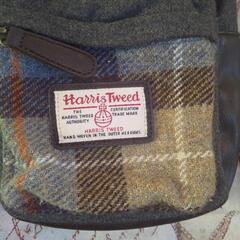 Harris Tweed
THE CERTIFICATION
HARRIS TWEED TRADE MARK
AUTHORITY
HARRIS TWEED
HAND WOVEN IN THE OUTER HEBRIDES